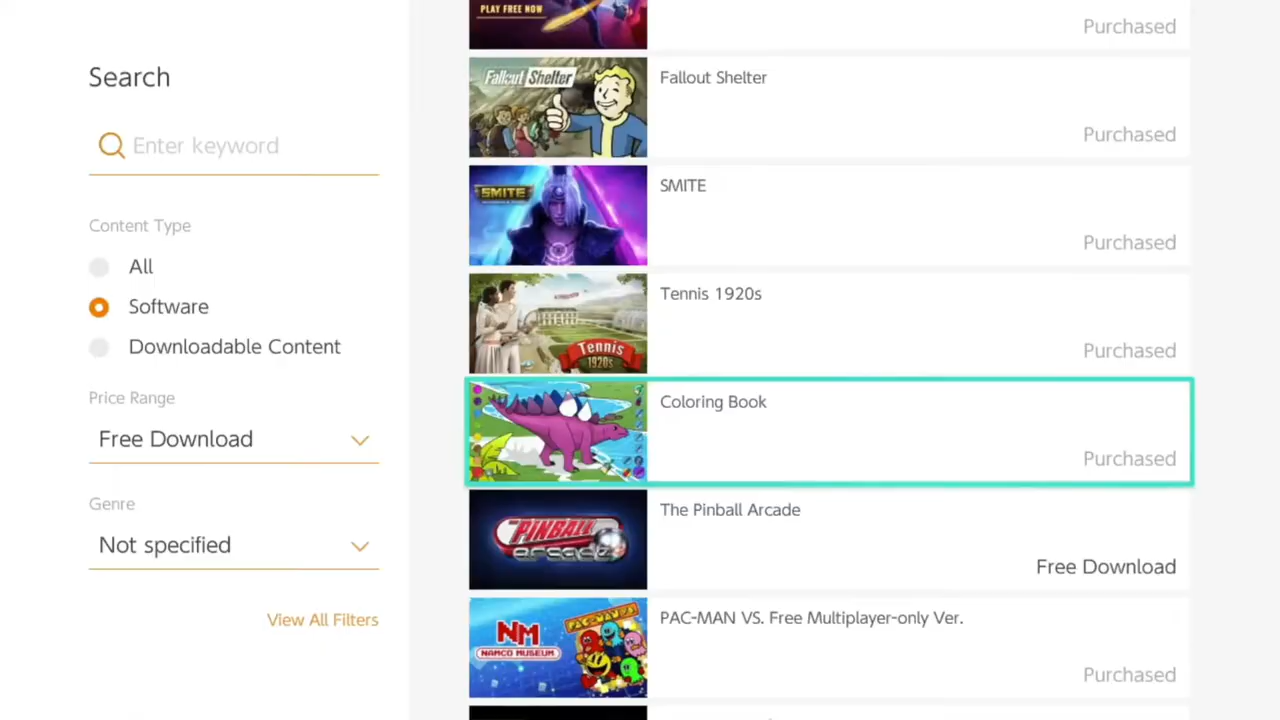 Search
Enter keyword
Content Type
All
Software
Downloadable Content
Price Range
Free Download
Genre
Not specified
View All Filters
PLAY FREE NOW
Purchased
Fallout Shelter
Fallout Shelter
Purchased
SMITE
SMITE
Purchased
Tennis 1920s
Tennis
1920s
Purchased
Coloring Book
Purchased
The Pinball Arcade
THE PINBALL
arcade
Free Download
PAC-MAN VS. Free Multiplayer-only Ver.
NM
NAMCO MUSEUM
PAC-MAN VS.
Purchased